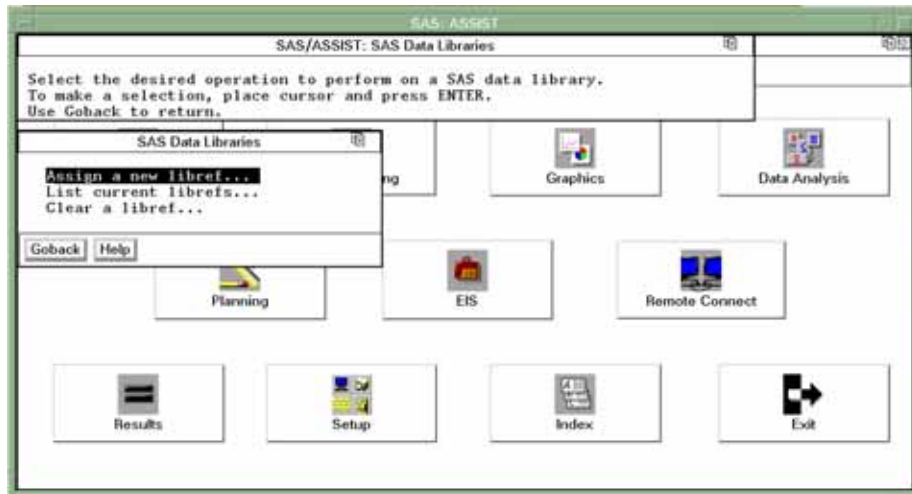 SAS: ASSIST
SAS/ASSIST: SAS Data Libraries
Select the desired operation to perform on a SAS data library.
To make a selection, place cursor and press ENTER.
Use Goback to return.
SAS Data Libraries
Assign a new libref...
List current librefs...
Clear a libref...
Goback Help
ng
Graphics
Data Analysis
Planning
EIS
Remote Connect
Results
Setup
Index
Exit